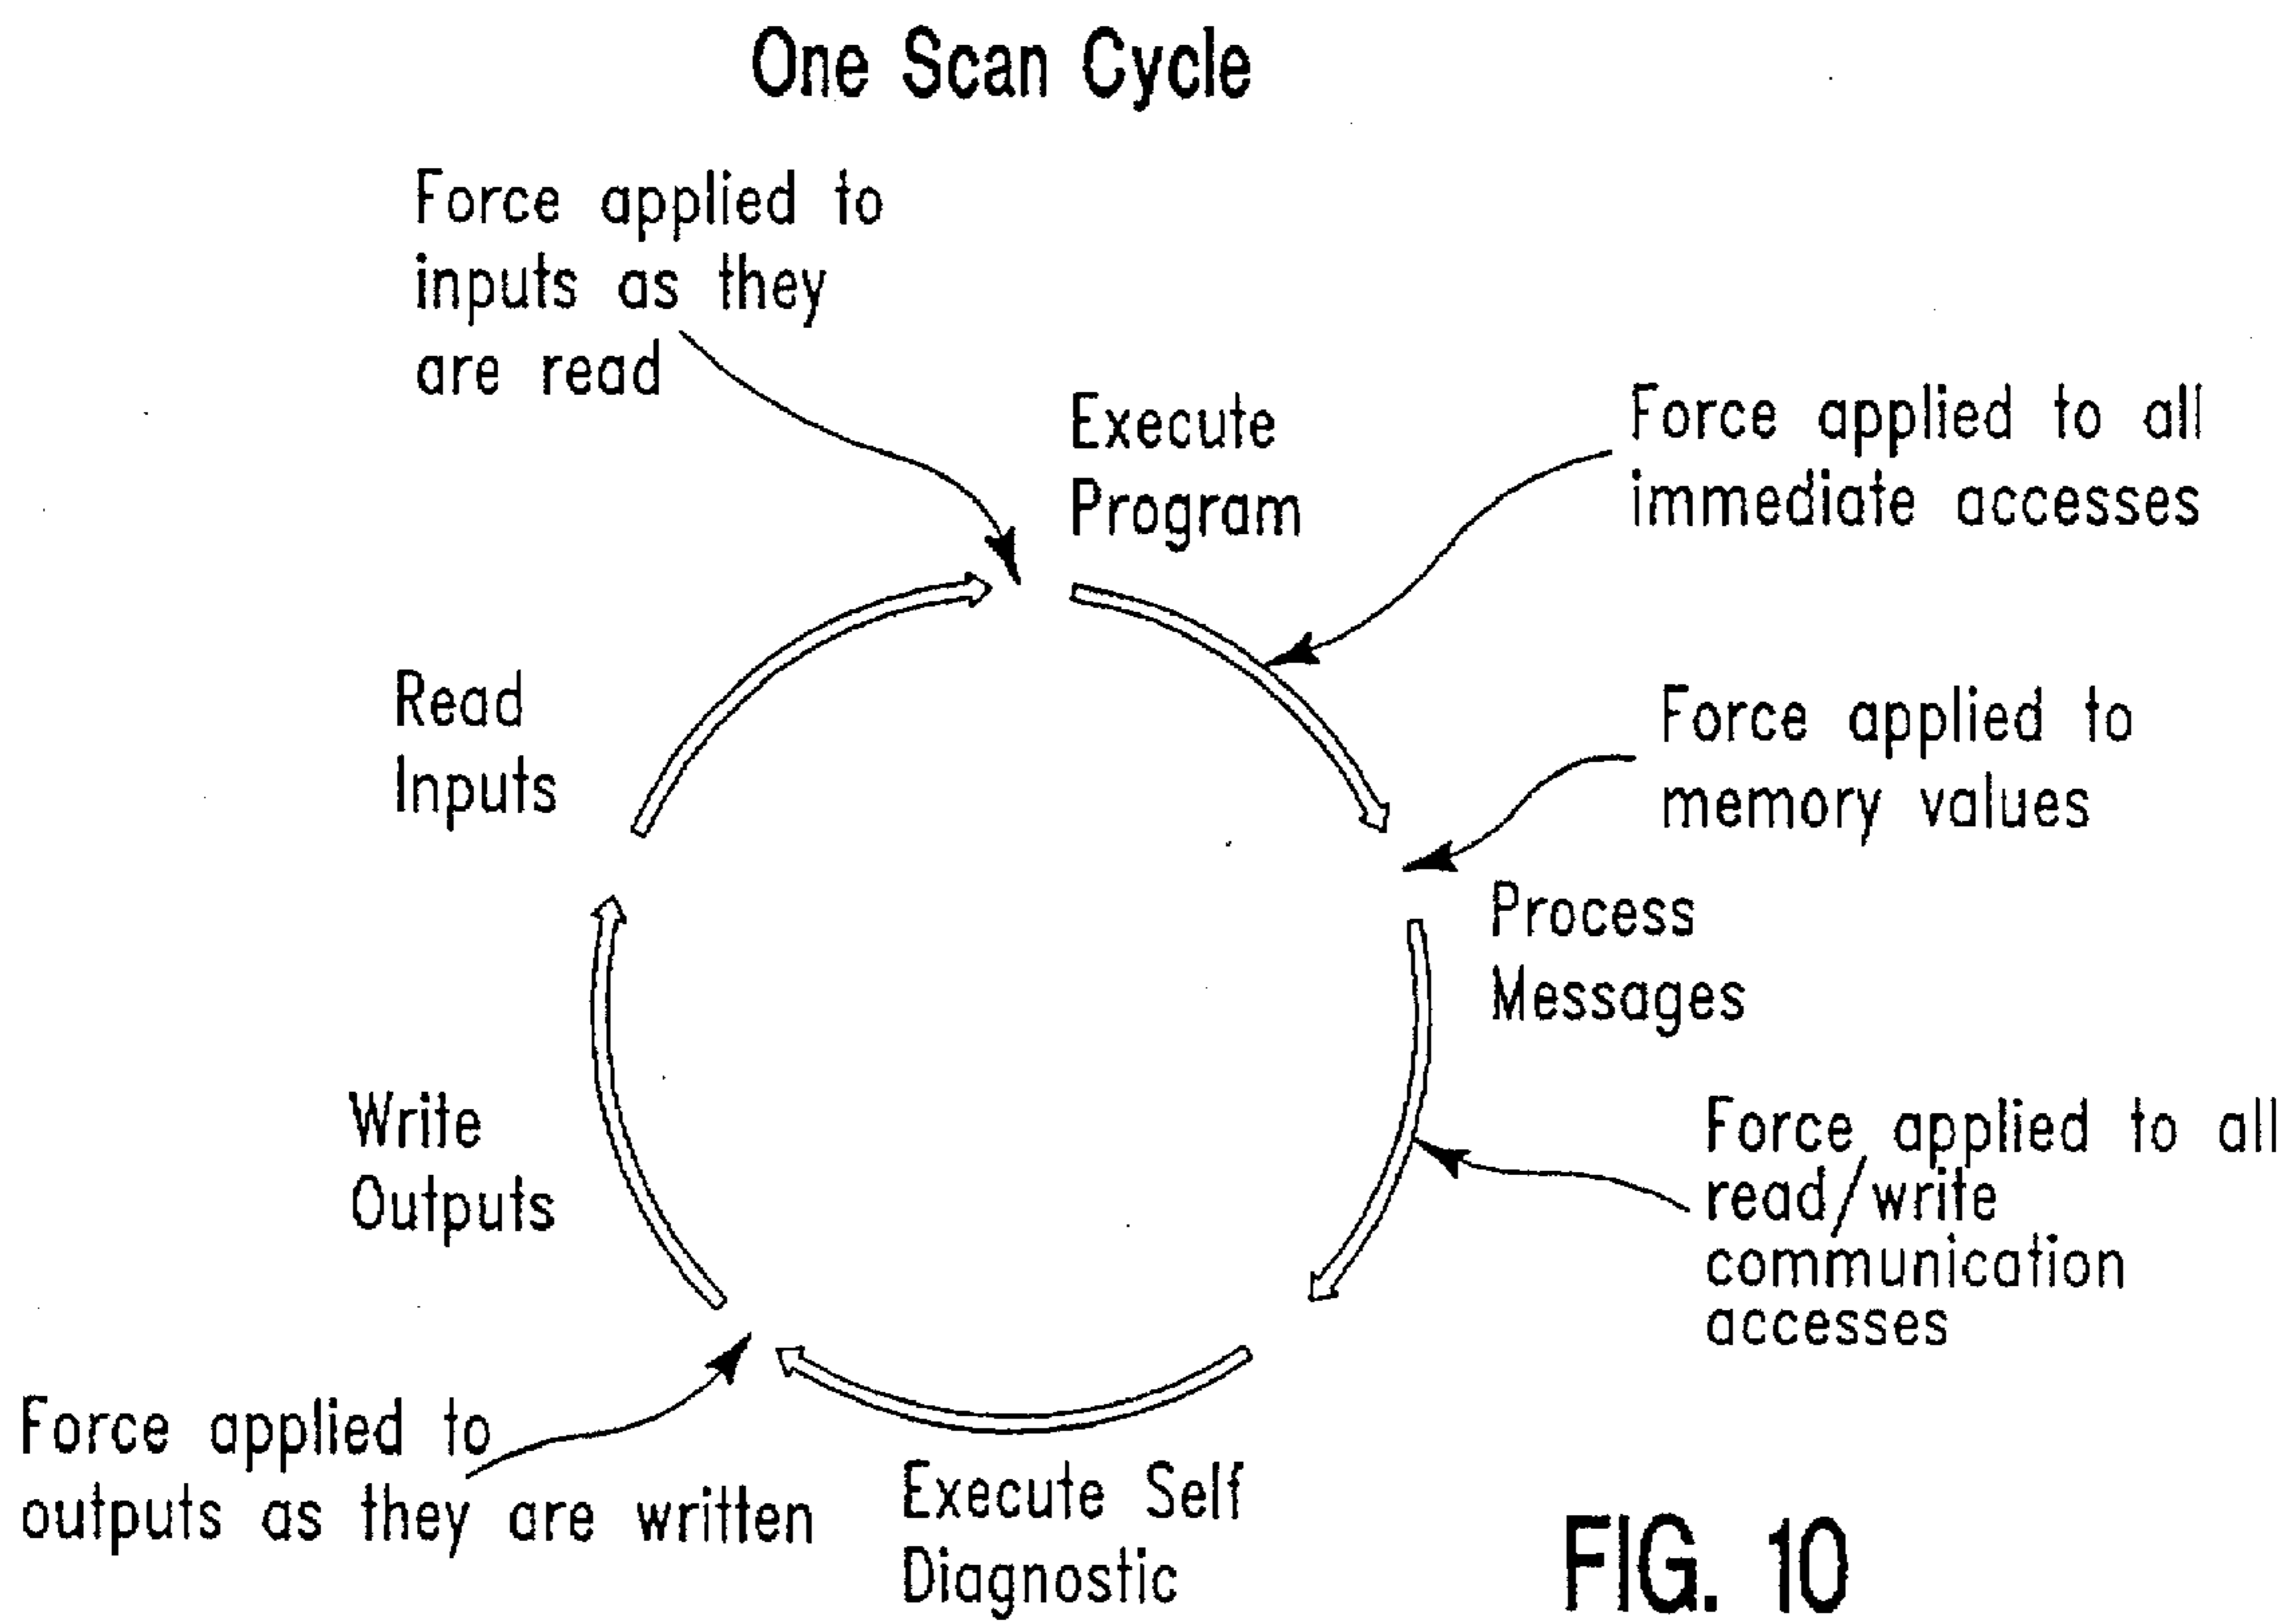 One Scan Cycle
Force applied to
inputs as they
are read
Execute
Program
Force applied to all
immediate accesses
Read
Inputs
Force applied to
memory values
Process
Messages
Write
Outputs
Force applied to all
read/write
communication
accesses
Force applied to
outputs as they are written
Execute Self
Diagnostic
FIG. 10